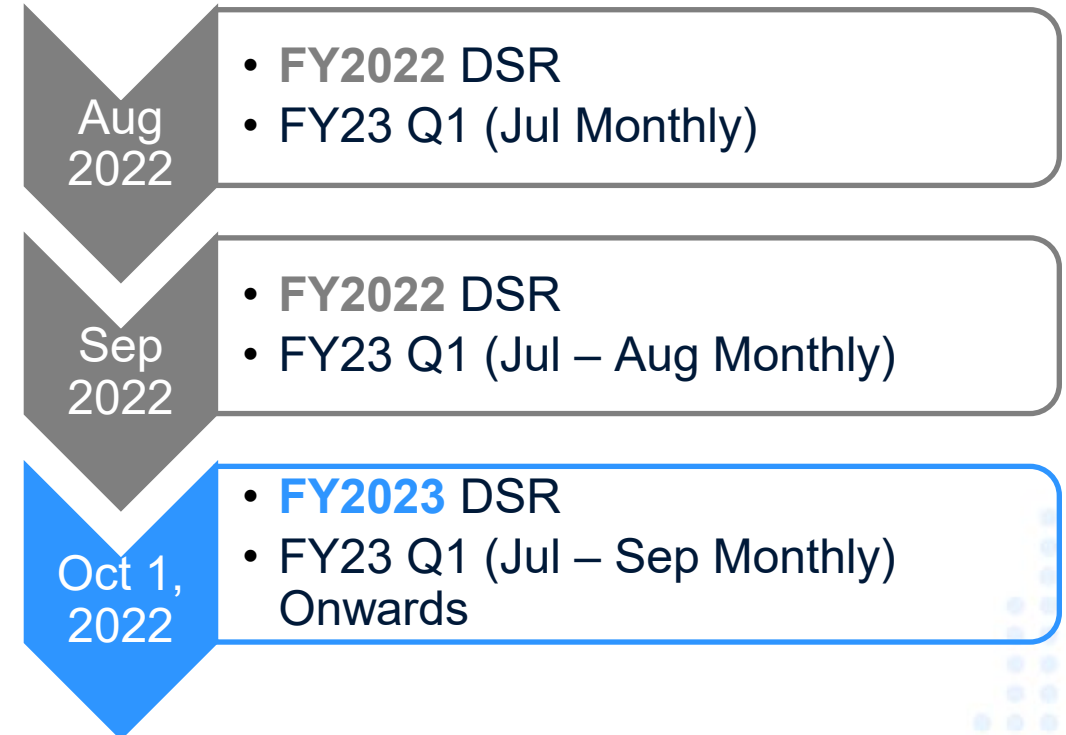 Aug
2022
• FY2022 DSR
• FY23 Q1 (Jul Monthly)
Sep
2022
• FY2022 DSR
• FY23 Q1 (Jul – Aug Monthly)
Oct 1,
2022
• FY2023 DSR
• FY23 Q1 (Jul – Sep Monthly)
Onwards